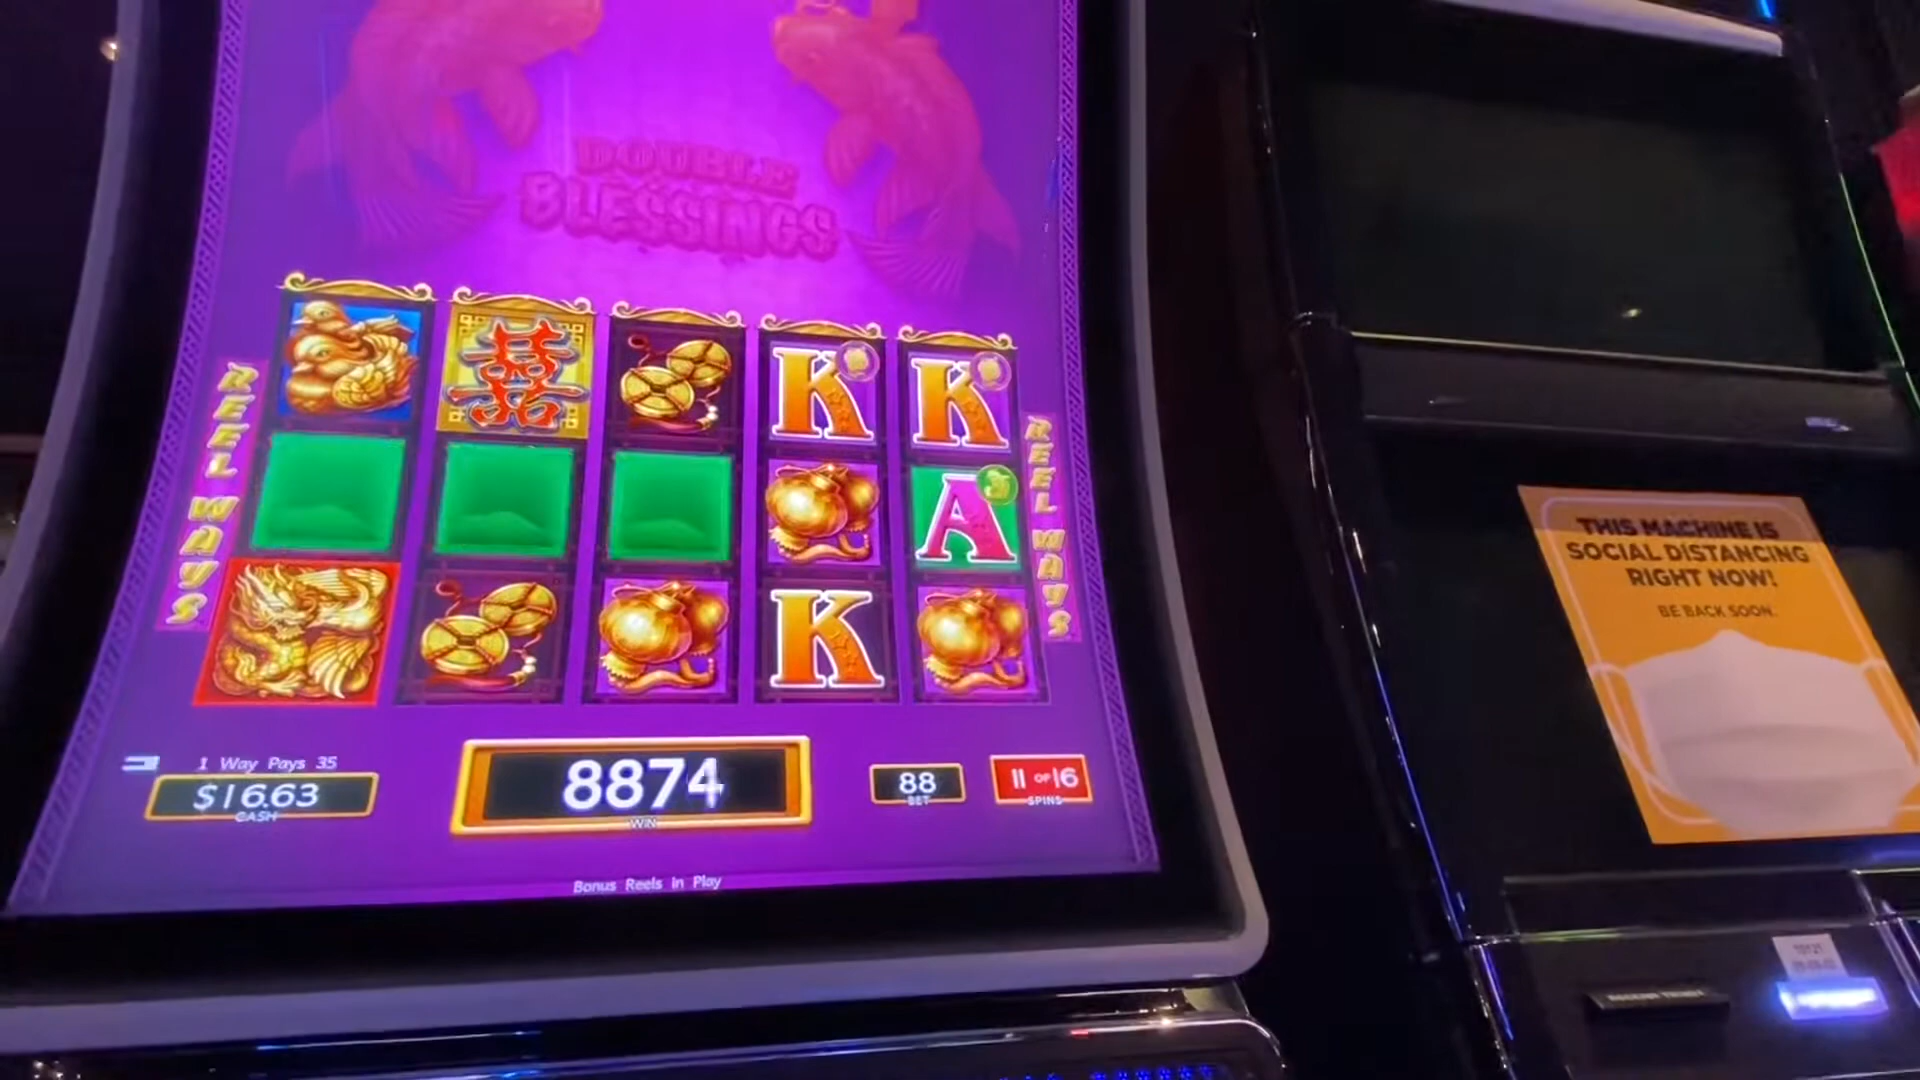 DOUBLE
BLESSINGS
REEL WAYS
囍
K
K
REEL WAYS
A
K
1 Way Pays 35
$16.63
CASH
8874
WIN
88
BET
11 OF 16
SPINS
Bonus Reels In Play
THIS MACHINE IS
SOCIAL DISTANCING
RIGHT NOW!
BE BACK SOON.